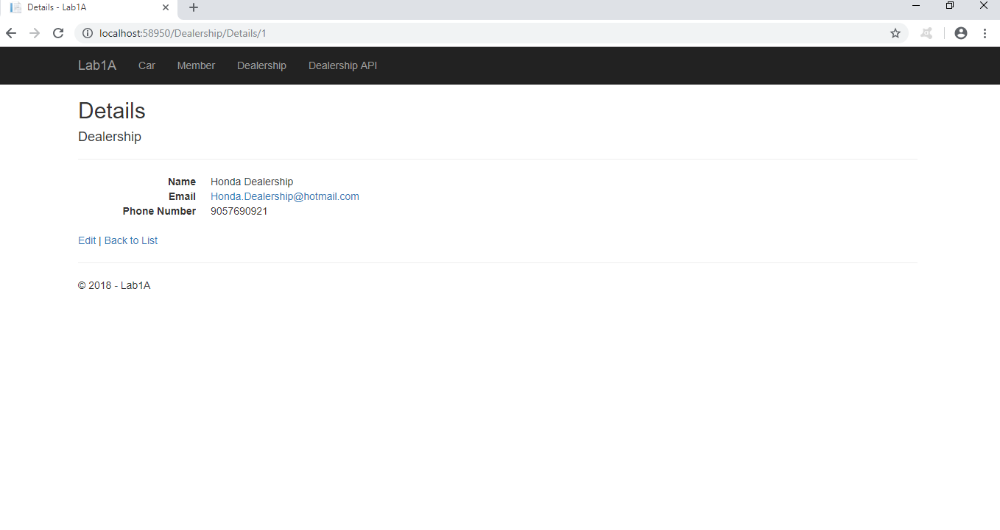 Details - Lab1A
localhost:58950/Dealership/Details/1
Lab1A Car Member Dealership Dealership API
Details
Dealership
Name Honda Dealership
Email Honda.Dealership@hotmail.com
Phone Number 9057690921
Edit | Back to List
© 2018 - Lab1A